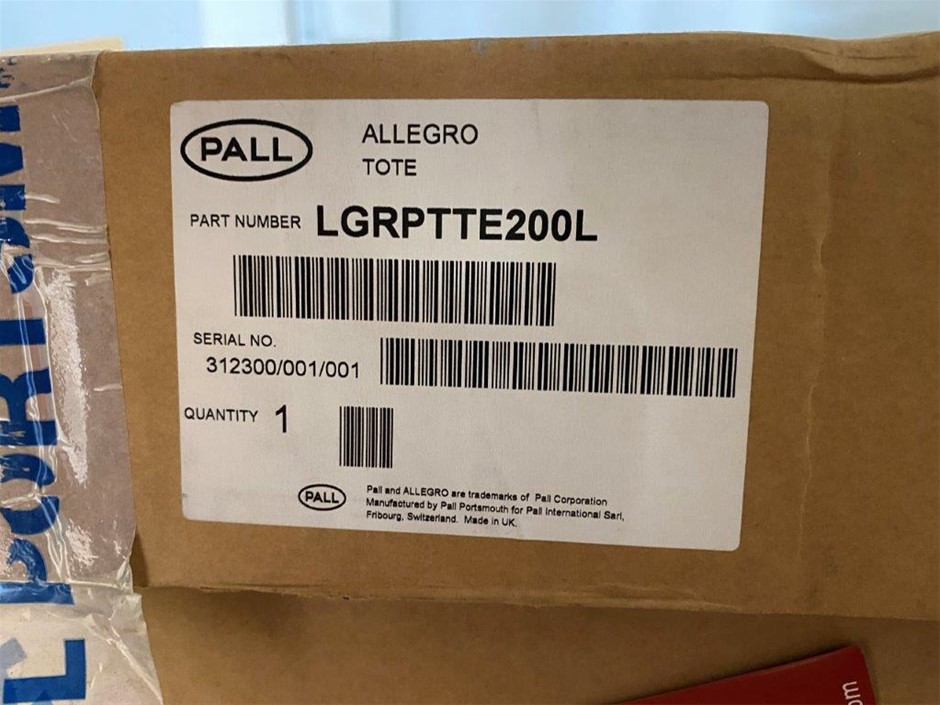 PALL
ALLEGRO
TOTE
PART NUMBER LGRPTTE200L
SERIAL NO.
312300/001/001
QUANTITY 1
PALL
Pall and ALLEGRO are trademarks of Pall Corporation
Manufactured by Pall Portsmouth for Pall International Sarl,
Fribourg, Switzerland. Made in UK.